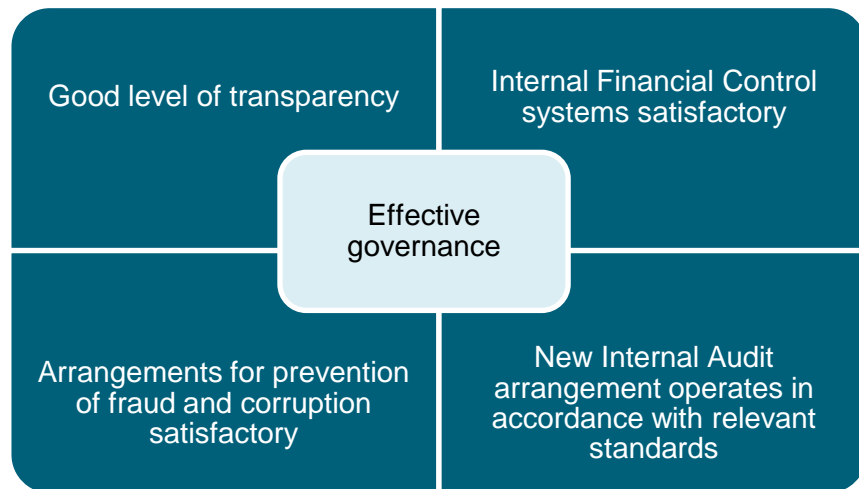 Good level of transparency
Internal Financial Control
systems satisfactory
Effective
governance
Arrangements for prevention
of fraud and corruption
satisfactory
New Internal Audit
arrangement operates in
accordance with relevant
standards